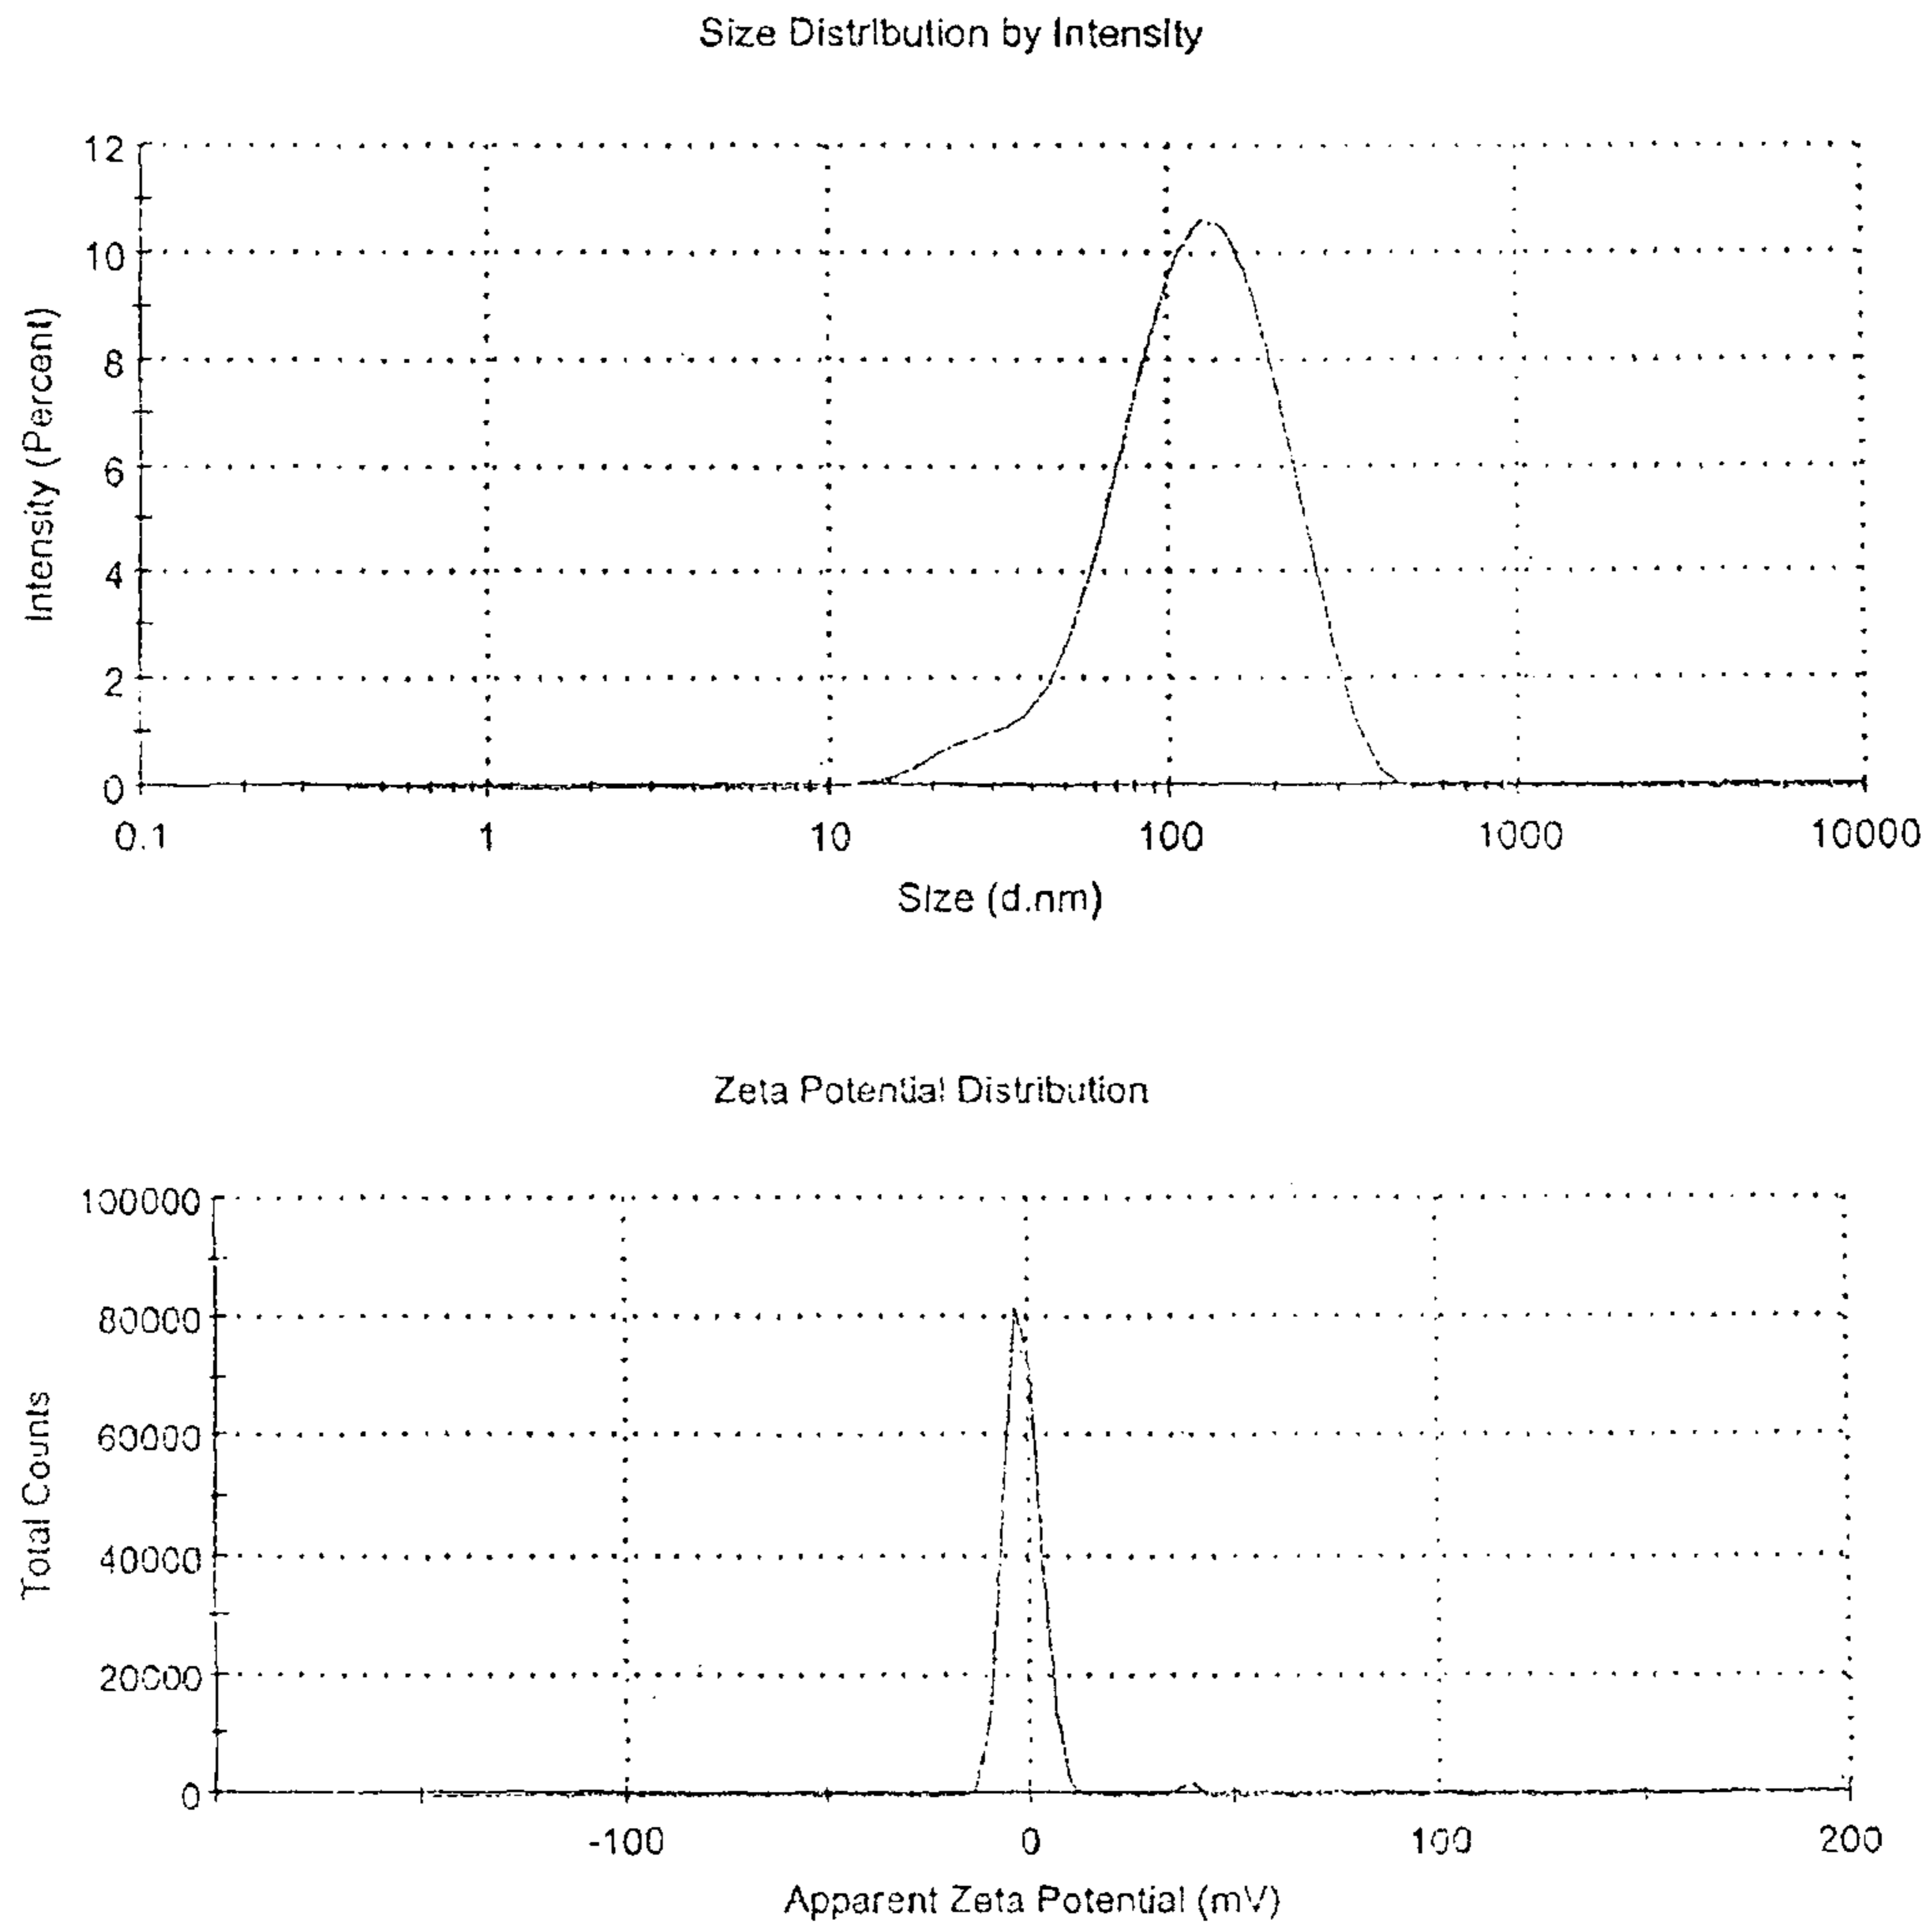 Size Distribution by Intensity
12
10
8
6
4
2
0
Intensity (Percent)
0.1 1 10 100 1000 10000
Size (d.nm)
Zeta Potential Distribution
100000
80000
60000
40000
20000
0
Total Counts
-100 0 100 200
Apparent Zeta Potential (mV)